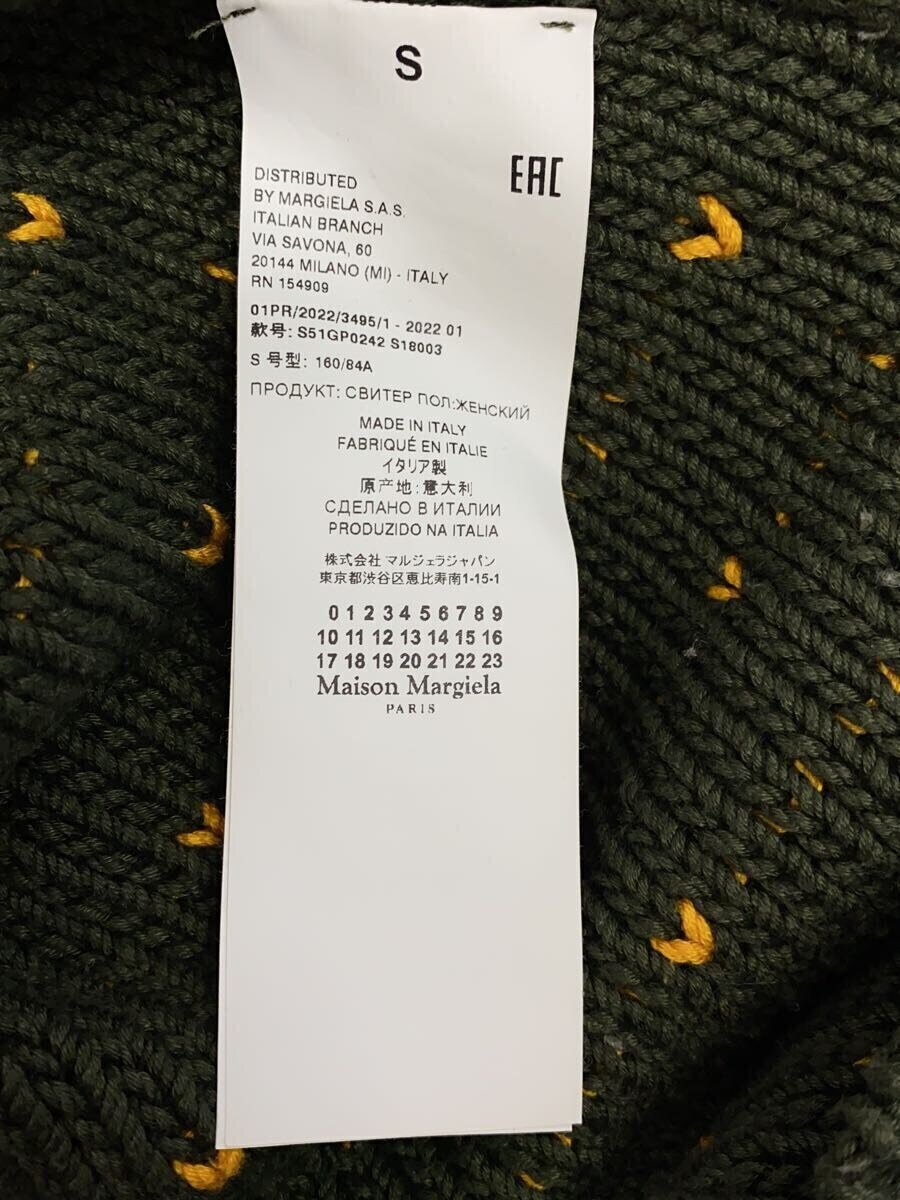 S
EAC
DISTRIBUTED
BY MARGIELA S.A.S.
ITALIAN BRANCH
VIA SAVONA, 60
20144 MILANO (MI) - ITALY
RN 154909
01PR/2022/3495/1 - 2022 01
款号: S51GP0242 S18003
S 号型: 160/84A
ПРОДУКТ: СВИТЕР ПОЛ:ЖЕНСКИЙ
MADE IN ITALY
FABRIQUÉ EN ITALIE
イタリア製
原产地: 意大利
СДЕЛАНО В ИТАЛИИ
PRODUZIDO NA ITALIA
株式会社 マルジェラジャパン
東京都渋谷区恵比寿南1-15-1
0 1 2 3 4 5 6 7 8 9
10 11 12 13 14 15 16
17 18 19 20 21 22 23
Maison Margiela
PARIS